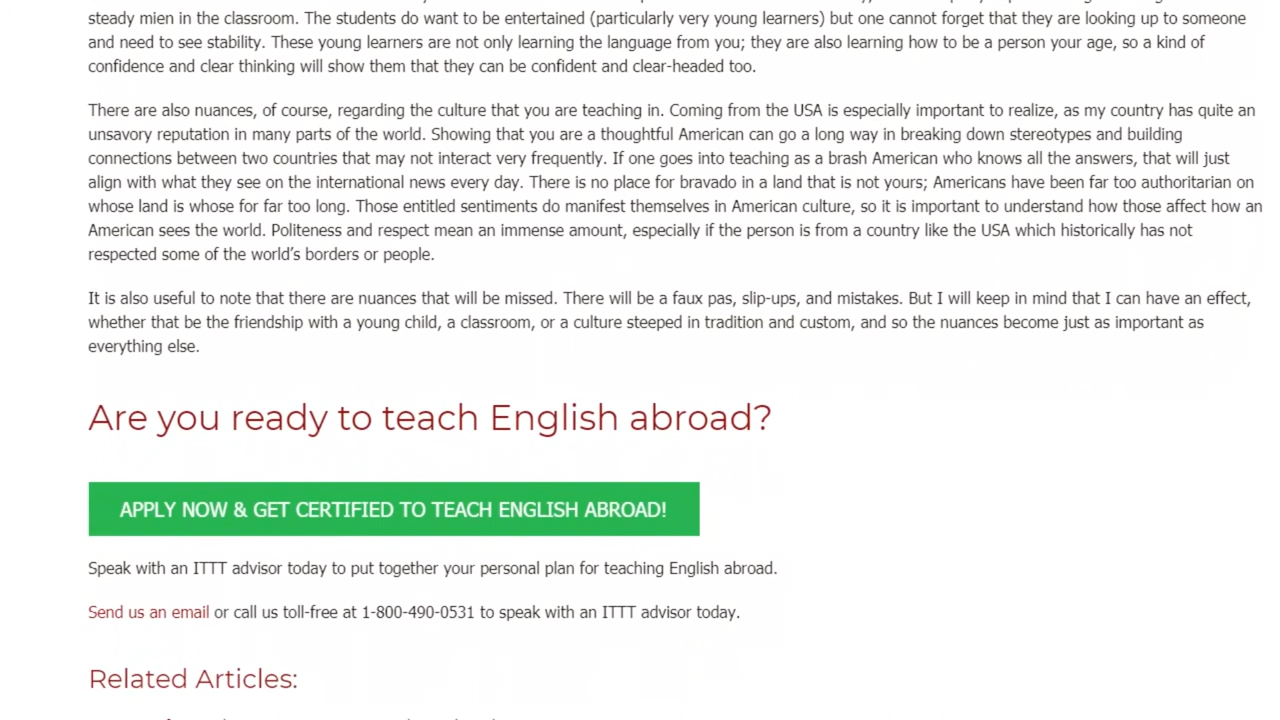 steady mien in the classroom. The students do want to be entertained (particularly very young learners) but one cannot forget that they are looking up to someone
and need to see stability. These young learners are not only learning the language from you; they are also learning how to be a person your age, so a kind of
confidence and clear thinking will show them that they can be confident and clear-headed too.
There are also nuances, of course, regarding the culture that you are teaching in. Coming from the USA is especially important to realize, as my country has quite an
unsavory reputation in many parts of the world. Showing that you are a thoughtful American can go a long way in breaking down stereotypes and building
connections between two countries that may not interact very frequently. If one goes into teaching as a brash American who knows all the answers, that will just
align with what they see on the international news every day. There is no place for bravado in a land that is not yours; Americans have been far too authoritarian on
whose land is whose for far too long. Those entitled sentiments do manifest themselves in American culture, so it is important to understand how those affect how an
American sees the world. Politeness and respect mean an immense amount, especially if the person is from a country like the USA which historically has not
respected some of the world's borders or people.
It is also useful to note that there are nuances that will be missed. There will be a faux pas, slip-ups, and mistakes. But I will keep in mind that I can have an effect,
whether that be the friendship with a young child, a classroom, or a culture steeped in tradition and custom, and so the nuances become just as important as
everything else.
Are you ready to teach English abroad?
APPLY NOW & GET CERTIFIED TO TEACH ENGLISH ABROAD!
Speak with an ITTT advisor today to put together your personal plan for teaching English abroad.
Send us an email or call us toll-free at 1-800-490-0531 to speak with an ITTT advisor today.
Related Articles: